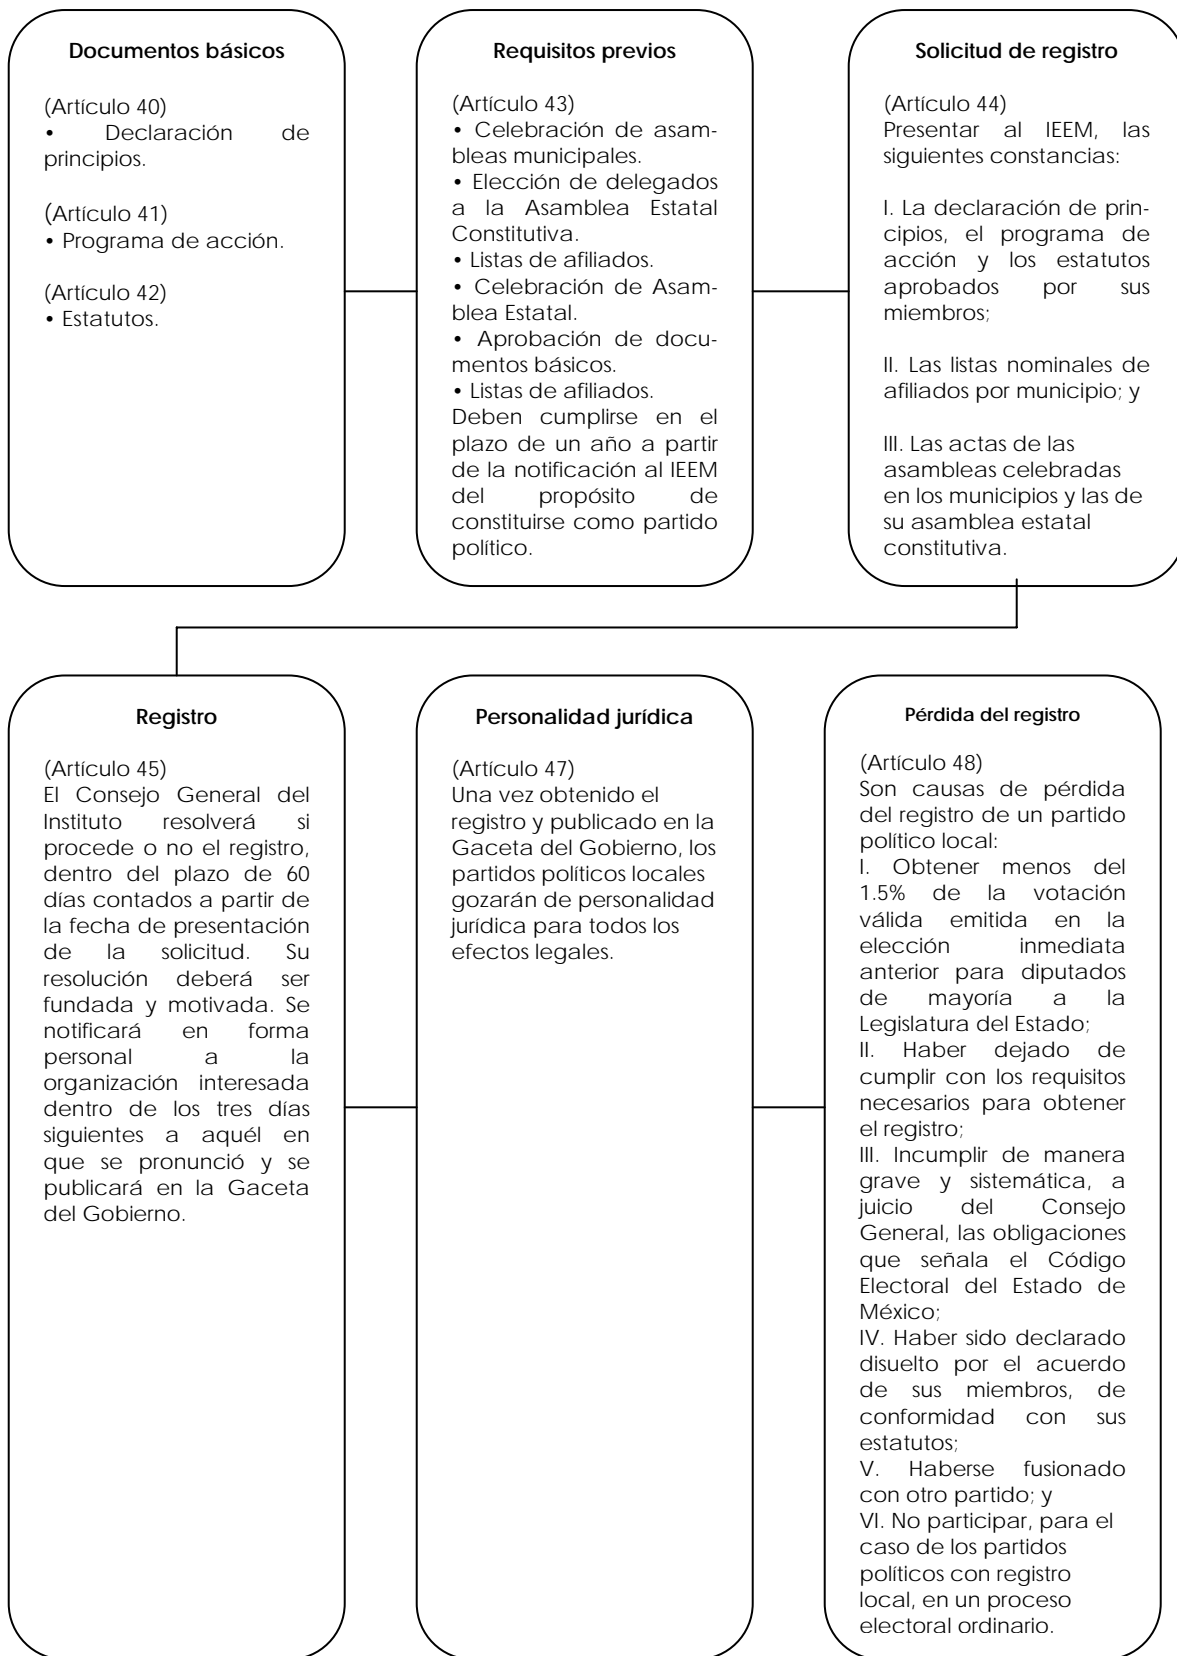 Documentos básicos
(Artículo 40)
• Declaración de
principios.
(Artículo 41)
• Programa de acción.
(Artículo 42)
• Estatutos.
Requisitos previos
(Artículo 43)
• Celebración de asam-
bleas municipales.
• Elección de delegados
a la Asamblea Estatal
Constitutiva.
• Listas de afiliados.
• Celebración de Asam-
blea Estatal.
• Aprobación de docu-
mentos básicos.
• Listas de afiliados.
Deben cumplirse en el
plazo de un año a partir
de la notificación al IEEM
del propósito de
constituirse como partido
político.
Solicitud de registro
(Artículo 44)
Presentar al IEEM, las
siguientes constancias:
I. La declaración de prin-
cipios, el programa de
acción y los estatutos
aprobados por sus
miembros;
II. Las listas nominales de
afiliados por municipio; y
III. Las actas de las
asambleas celebradas
en los municipios y las de
su asamblea estatal
constitutiva.
Registro
(Artículo 45)
El Consejo General del
Instituto resolverá si
procede o no el registro,
dentro del plazo de 60
días contados a partir de
la fecha de presentación
de la solicitud. Su
resolución deberá ser
fundada y motivada. Se
notificará en forma
personal a la
organización interesada
dentro de los tres días
siguientes a aquél en
que se pronunció y se
publicará en la Gaceta
del Gobierno.
Personalidad jurídica
(Artículo 47)
Una vez obtenido el
registro y publicado en la
Gaceta del Gobierno, los
partidos políticos locales
gozarán de personalidad
jurídica para todos los
efectos legales.
Pérdida del registro
(Artículo 48)
Son causas de pérdida
del registro de un partido
político local:
I. Obtener menos del
1.5% de la votación
válida emitida en la
elección inmediata
anterior para diputados
de mayoría a la
Legislatura del Estado;
II. Haber dejado de
cumplir con los requisitos
necesarios para obtener
el registro;
III. Incumplir de manera
grave y sistemática, a
juicio del Consejo
General, las obligaciones
que señala el Código
Electoral del Estado de
México;
IV. Haber sido declarado
disuelto por el acuerdo
de sus miembros, de
conformidad con sus
estatutos;
V. Haberse fusionado
con otro partido; y
VI. No participar, para el
caso de los partidos
políticos con registro
local, en un proceso
electoral ordinario.